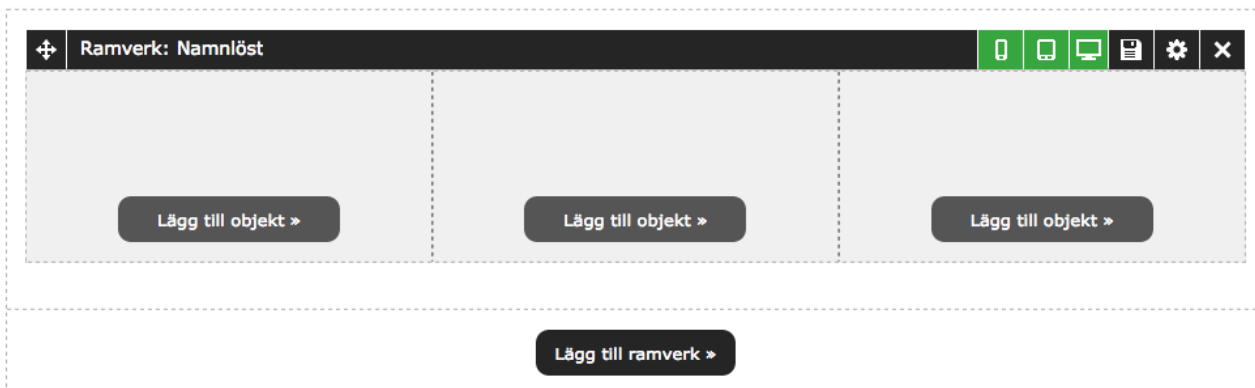 Ramverk: Namnlöst
Lägg till objekt »
Lägg till objekt »
Lägg till objekt »
Lägg till ramverk »